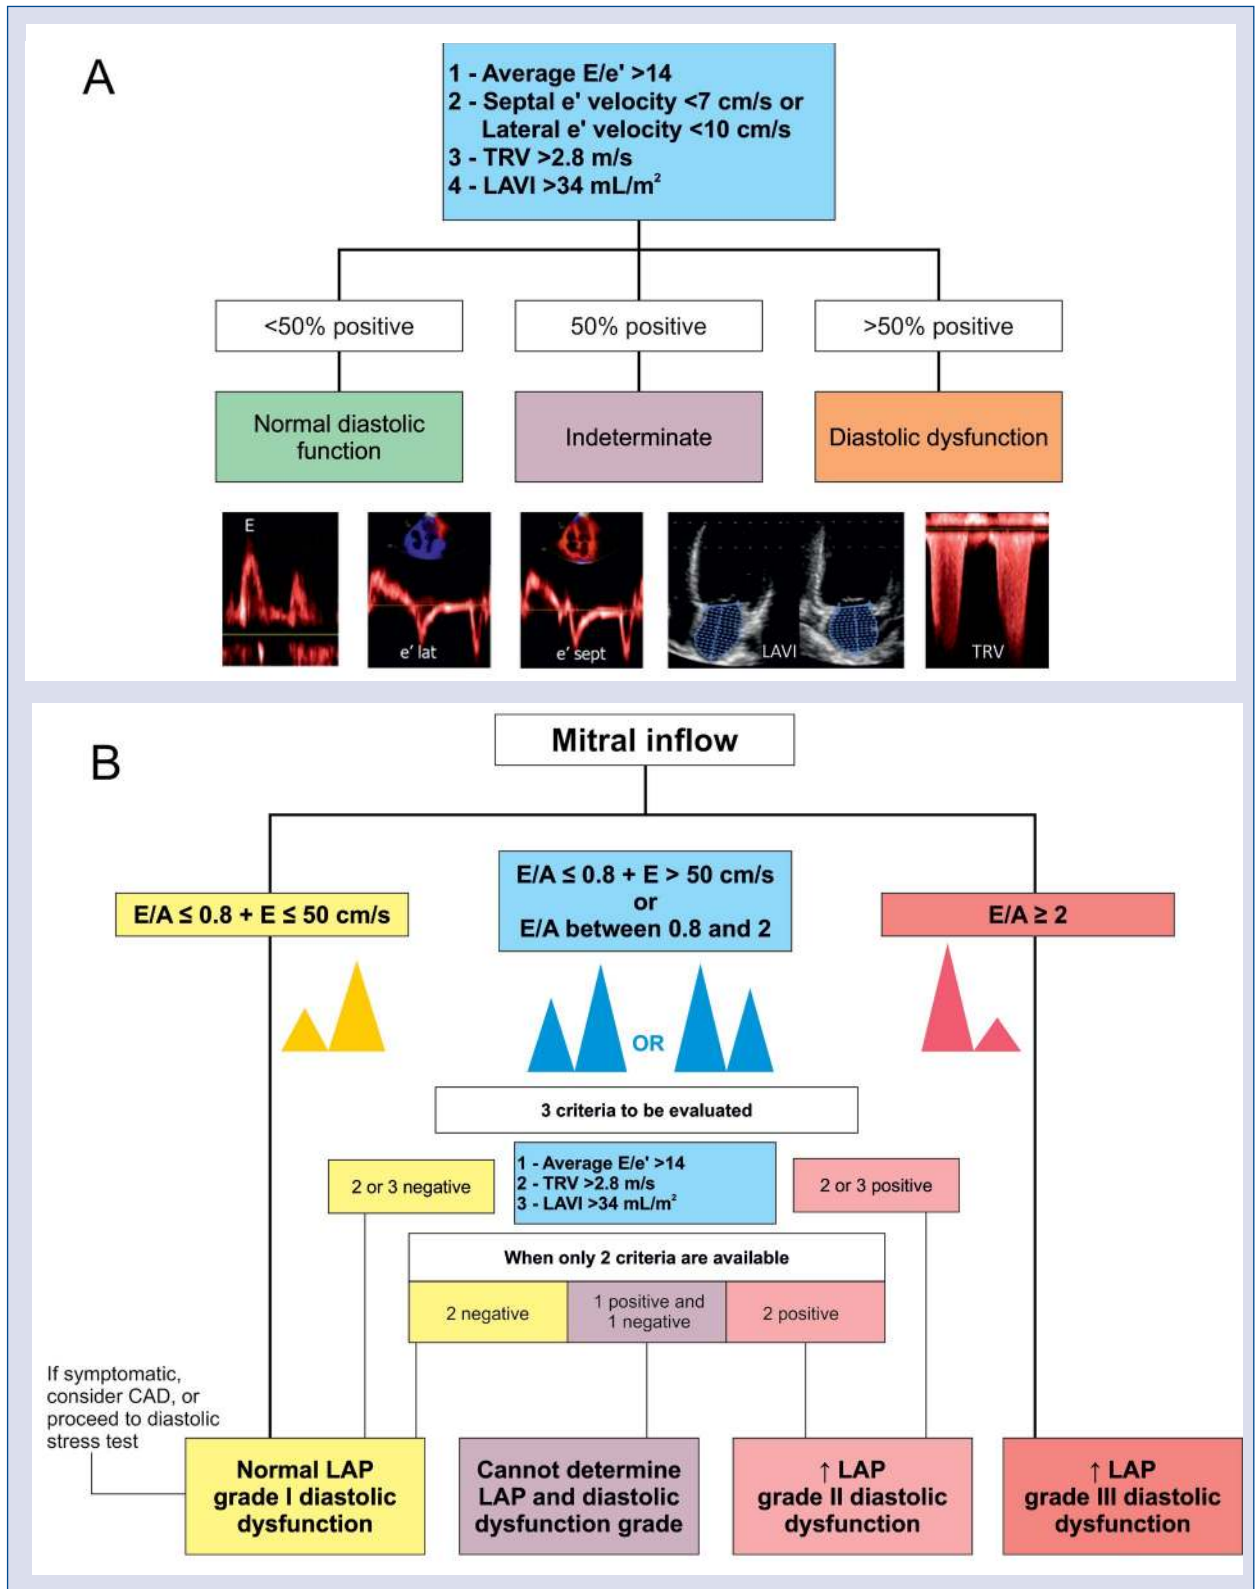 A
1 - Average E/e' >14
2 - Septal e' velocity <7 cm/s or
Lateral e' velocity <10 cm/s
3 - TRV >2.8 m/s
4 - LAVI >34 mL/m²
<50% positive
50% positive
>50% positive
Normal diastolic
function
Indeterminate
Diastolic dysfunction
E
e' lat
e' sept
LAVI
TRV
B
Mitral inflow
E/A ≤ 0.8 + E ≤ 50 cm/s
E/A ≤ 0.8 + E > 50 cm/s
or
E/A between 0.8 and 2
E/A ≥ 2
OR
3 criteria to be evaluated
2 or 3 negative
1 - Average E/e' >14
2 - TRV >2.8 m/s
3 - LAVI >34 mL/m²
2 or 3 positive
When only 2 criteria are available
2 negative
1 positive and
1 negative
2 positive
If symptomatic,
consider CAD, or
proceed to diastolic
stress test
Normal LAP
grade I diastolic
dysfunction
Cannot determine
LAP and diastolic
dysfunction grade
↑ LAP
grade II diastolic
dysfunction
↑ LAP
grade III diastolic
dysfunction